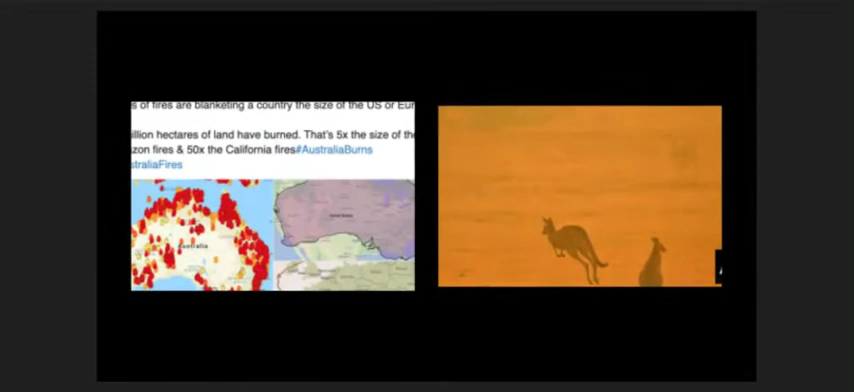 s of fires are blanketing a country the size of the US or Eur
illion hectares of land have burned. That's 5x the size of the
zon fires & 50x the California fires#AustraliaBurns
straliaFires
Australia